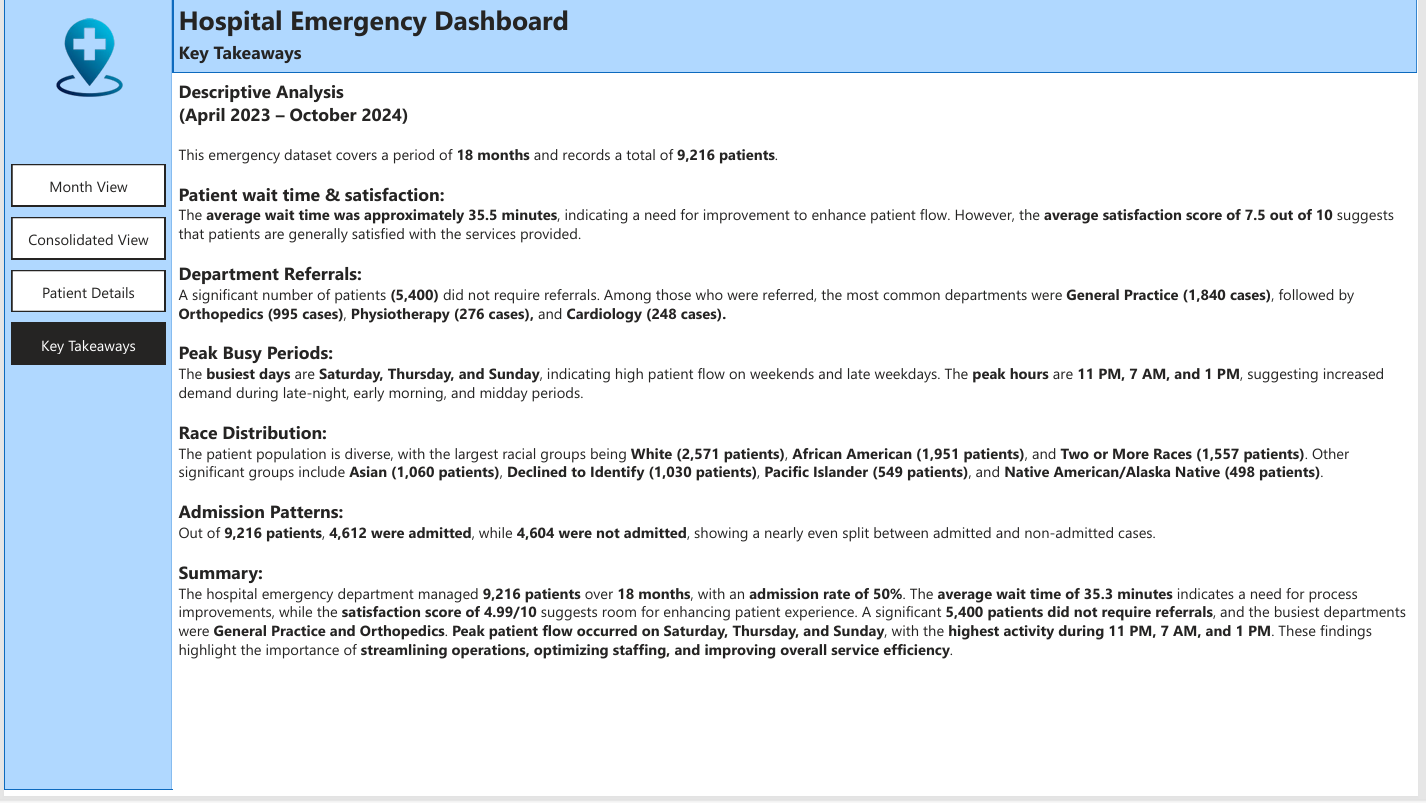 Hospital Emergency Dashboard
Key Takeaways
Month View
Consolidated View
Patient Details
Key Takeaways
Descriptive Analysis
(April 2023 – October 2024)
This emergency dataset covers a period of 18 months and records a total of 9,216 patients.
Patient wait time & satisfaction:
The average wait time was approximately 35.5 minutes, indicating a need for improvement to enhance patient flow. However, the average satisfaction score of 7.5 out of 10 suggests
that patients are generally satisfied with the services provided.
Department Referrals:
A significant number of patients (5,400) did not require referrals. Among those who were referred, the most common departments were General Practice (1,840 cases), followed by
Orthopedics (995 cases), Physiotherapy (276 cases), and Cardiology (248 cases).
Peak Busy Periods:
The busiest days are Saturday, Thursday, and Sunday, indicating high patient flow on weekends and late weekdays. The peak hours are 11 PM, 7 AM, and 1 PM, suggesting increased
demand during late-night, early morning, and midday periods.
Race Distribution:
The patient population is diverse, with the largest racial groups being White (2,571 patients), African American (1,951 patients), and Two or More Races (1,557 patients). Other
significant groups include Asian (1,060 patients), Declined to Identify (1,030 patients), Pacific Islander (549 patients), and Native American/Alaska Native (498 patients).
Admission Patterns:
Out of 9,216 patients, 4,612 were admitted, while 4,604 were not admitted, showing a nearly even split between admitted and non-admitted cases.
Summary:
The hospital emergency department managed 9,216 patients over 18 months, with an admission rate of 50%. The average wait time of 35.3 minutes indicates a need for process
improvements, while the satisfaction score of 4.99/10 suggests room for enhancing patient experience. A significant 5,400 patients did not require referrals, and the busiest departments
were General Practice and Orthopedics. Peak patient flow occurred on Saturday, Thursday, and Sunday, with the highest activity during 11 PM, 7 AM, and 1 PM. These findings
highlight the importance of streamlining operations, optimizing staffing, and improving overall service efficiency.